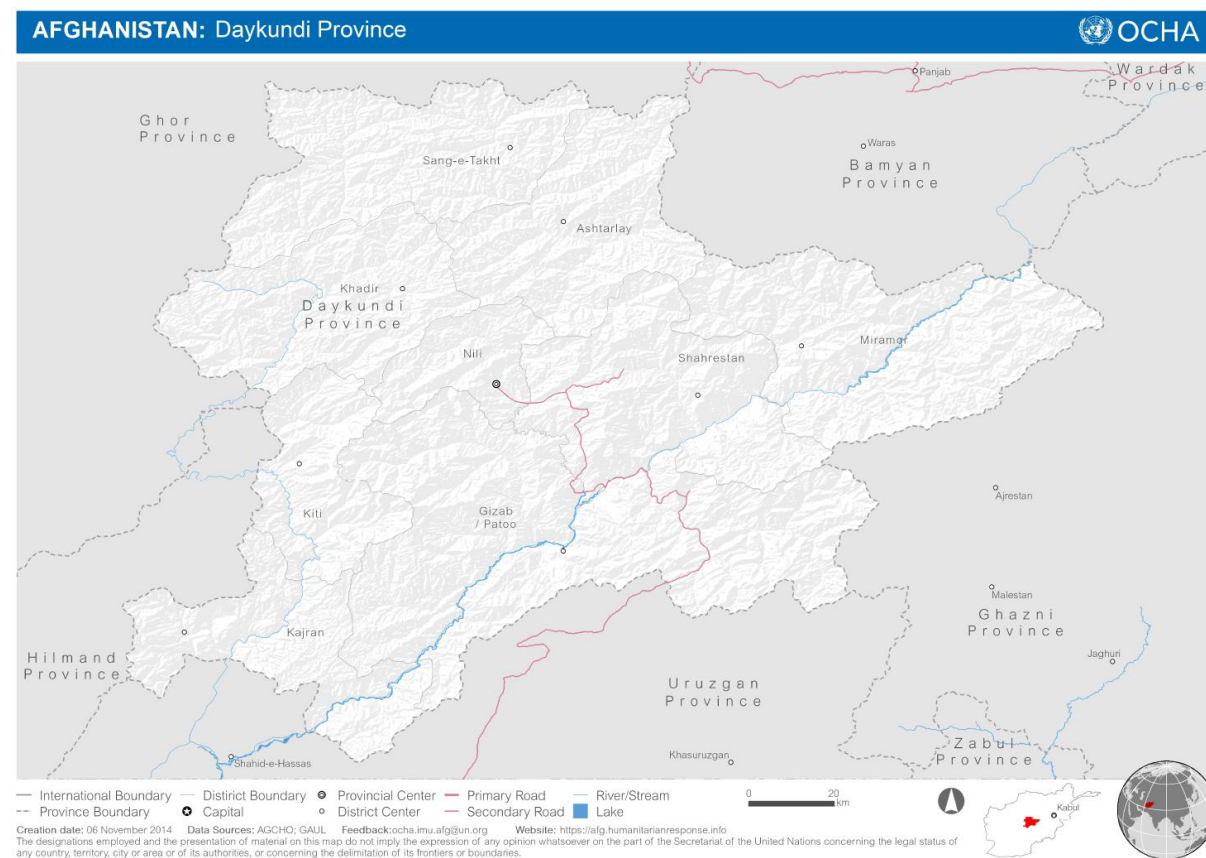 AFGHANISTAN: Daykundi Province
OCHA
Panjab
Wardak
Province
Ghor
Province
Waras
Bamyan
Province
Sang-e-Takht
Ashtarlay
Khadir
Daykundi
Province
Nili
Shahrestan
Miramor
Kiti
Gizab
/ Patoo
Ajrestan
Malestan
Ghazni
Province
Kajran
Jaghuri
Hilmand
Province
Uruzgan
Province
Khasuruzgan
Zabul
Province
Shahid-e-Hassas
International Boundary
Distirict Boundary
Provincial Center
Primary Road
River/Stream
0 20
km
Province Boundary
Capital
District Center
Secondary Road
Lake
Kabul
Creation date: 06 November 2014 Data Sources: AGCHO; GAUL Feedback:ocha.imu.afg@un.org Website: https://afg.humanitarianresponse.info
The designations employed and the presentation of material on this map do not imply the expression of any opinion whatsoever on the part of the Secretariat of the United Nations concerning the legal status of
any country, territory, city or area or of its authorities, or concerning the delimitation of its frontiers or boundaries.